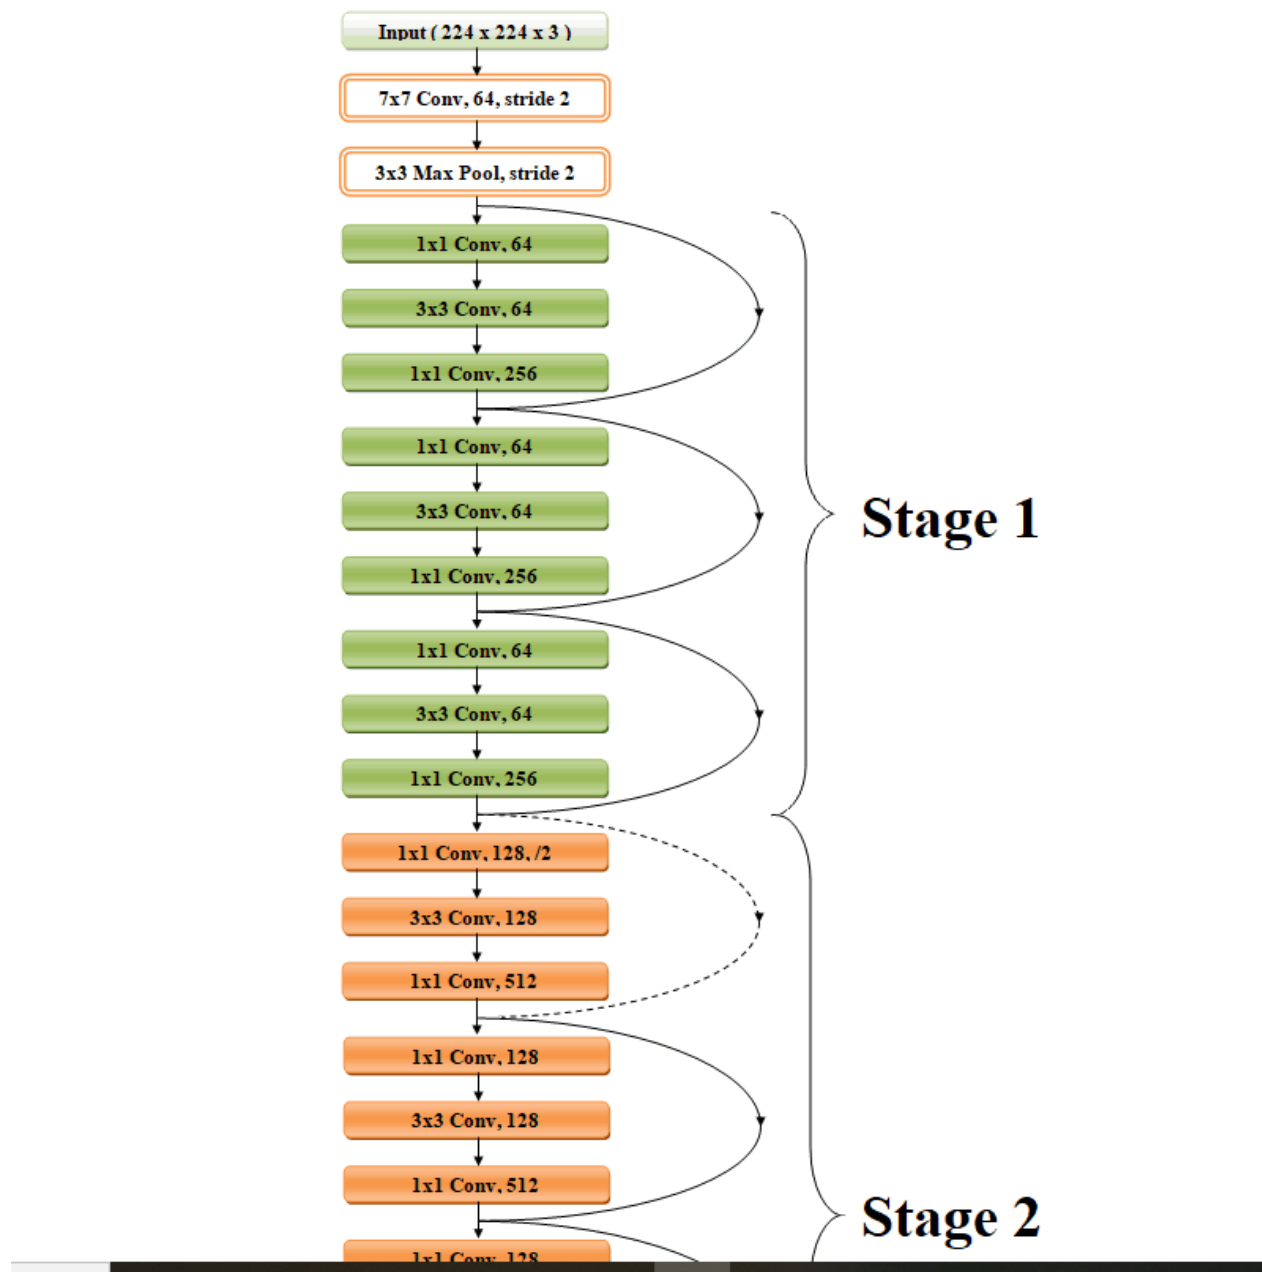 Input ( 224 x 224 x 3 )
7x7 Conv, 64, stride 2
3x3 Max Pool, stride 2
1x1 Conv, 64
3x3 Conv, 64
1x1 Conv, 256
1x1 Conv, 64
3x3 Conv, 64
Stage 1
1x1 Conv, 256
1x1 Conv, 64
3x3 Conv, 64
1x1 Conv, 256
1x1 Conv, 128, /2
3x3 Conv, 128
1x1 Conv, 512
1x1 Conv, 128
3x3 Conv, 128
1x1 Conv, 512
Stage 2
1x1 Conv, 128